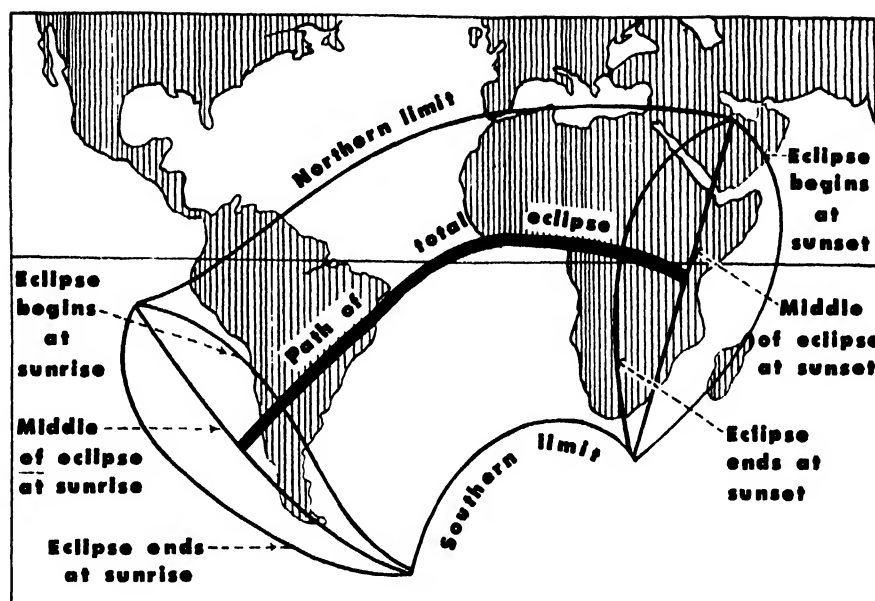 Northern limit
Path of total eclipse
Southern limit
Eclipse
begins
at
sunrise
Middle
of eclipse
at sunrise
Eclipse ends
at sunrise
Eclipse
begins
at
sunset
Middle
of eclipse
at sunset
Eclipse
ends at
sunset